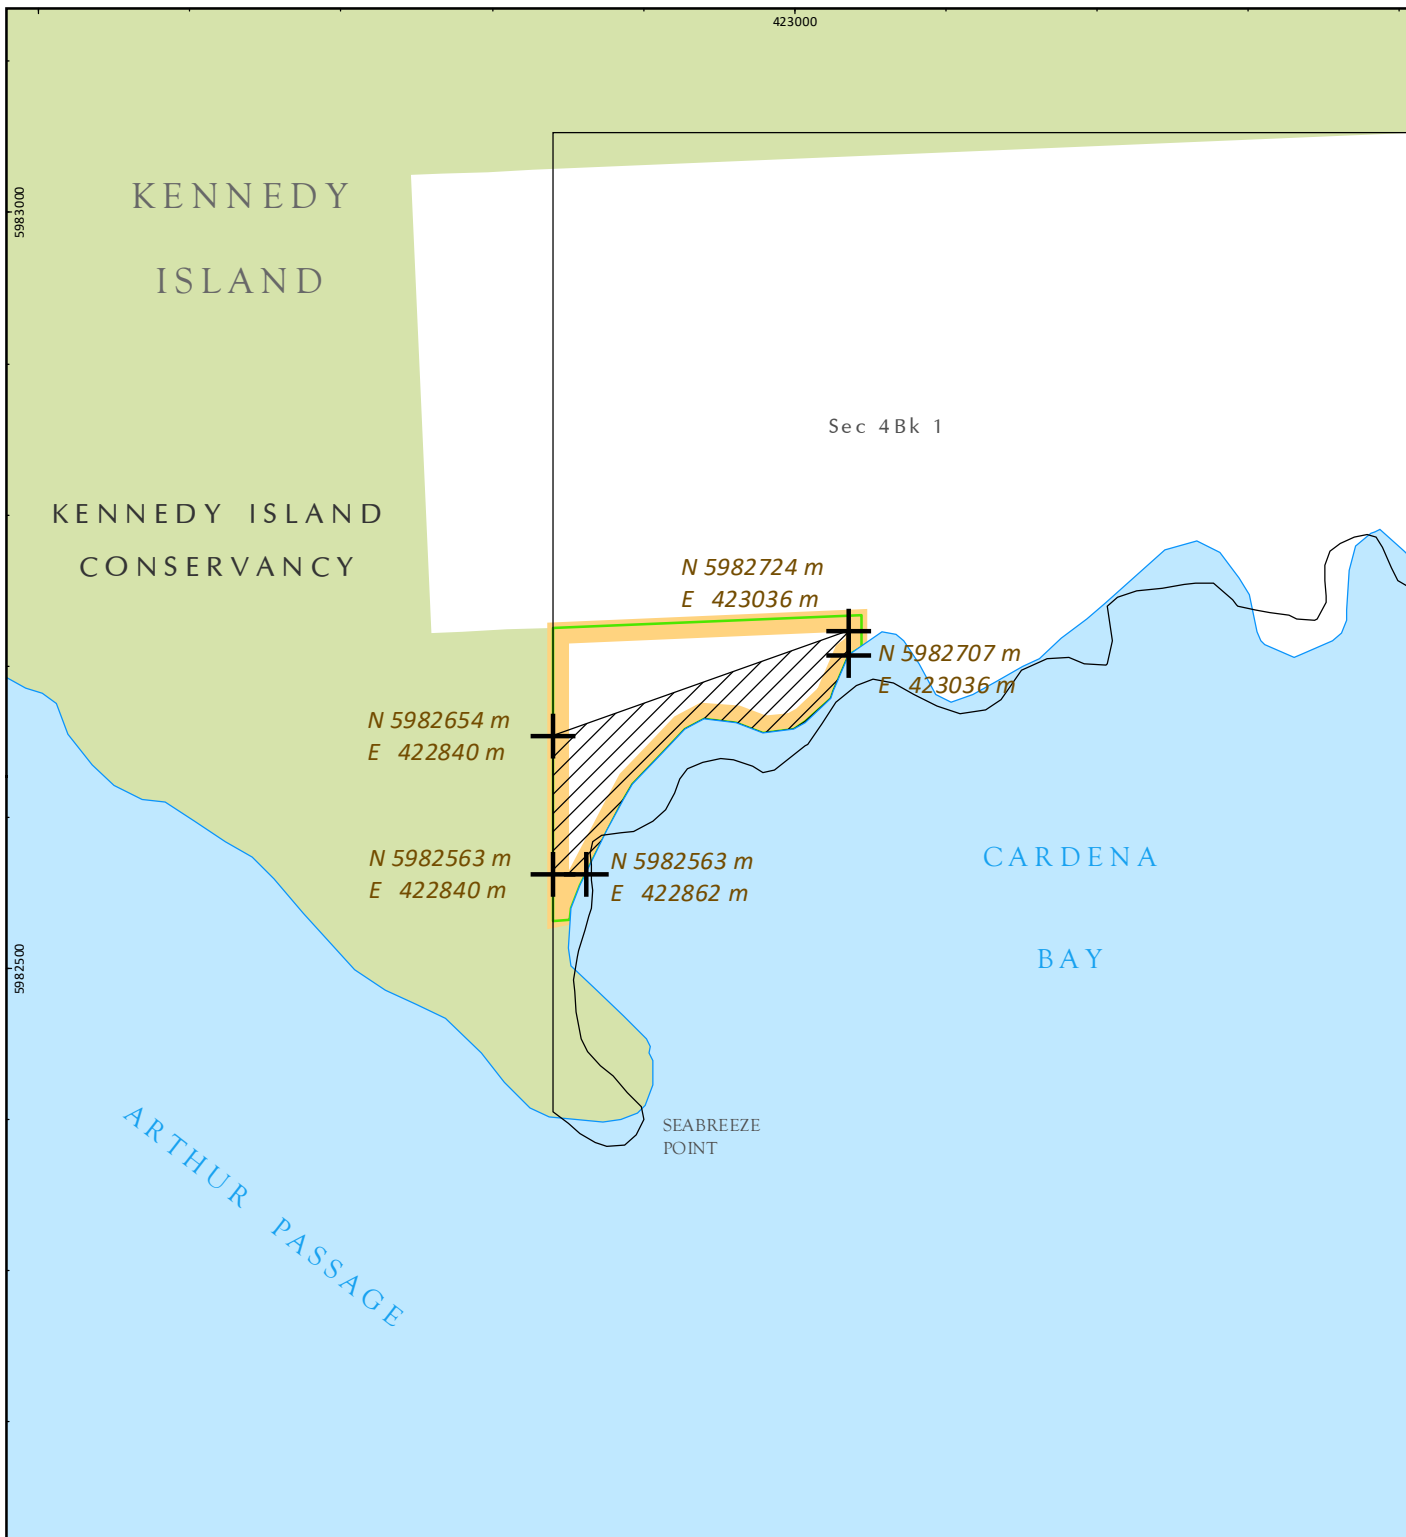 423000
5983000
KENNEDY
ISLAND
Sec 4Bk 1
KENNEDY ISLAND
CONSERVANCY
N 5982724 m
E 423036 m
N 5982707 m
E 423036 m
N 5982654 m
E 422840 m
N 5982563 m
E 422840 m
N 5982563 m
E 422862 m
CARDENA
BAY
5982500
SEABREEZE
POINT
ARTHUR PASSAGE